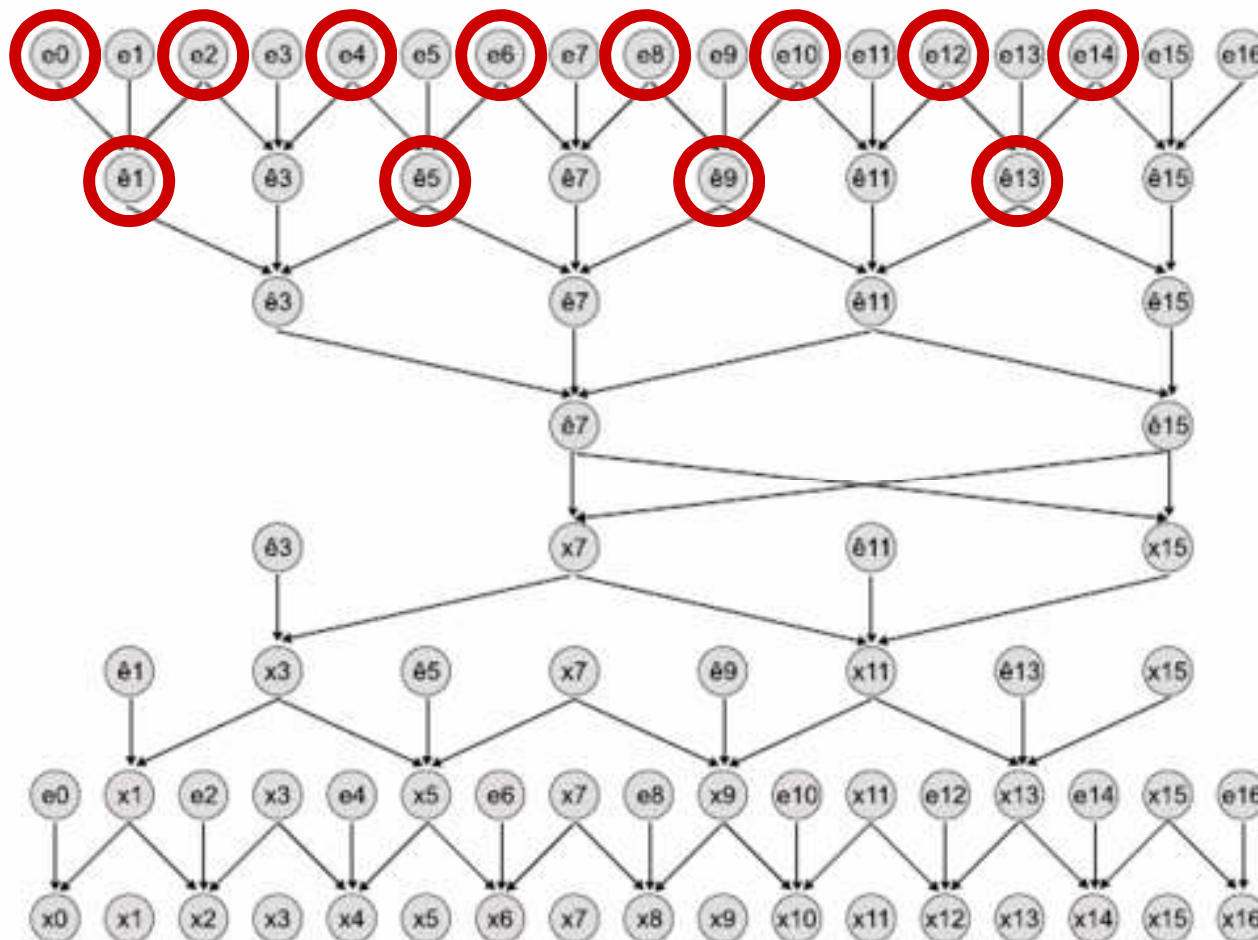 e0 e1 e2 e3 e4 e5 e6 e7 e8 e9 e10 e11 e12 e13 e14 e15 e16
ê1 ê3 ê5 ê7 ê9 ê11 ê13 ê15
ê3 ê7 ê11 ê15
ê7 ê15
ê3 x7 ê11 x15
ê1 x3 ê5 x7 ê9 x11 ê13 x15
e0 x1 e2 x3 e4 x5 e6 x7 e8 x9 e10 x11 e12 x13 e14 x15 e16
x0 x1 x2 x3 x4 x5 x6 x7 x8 x9 x10 x11 x12 x13 x14 x15 x16